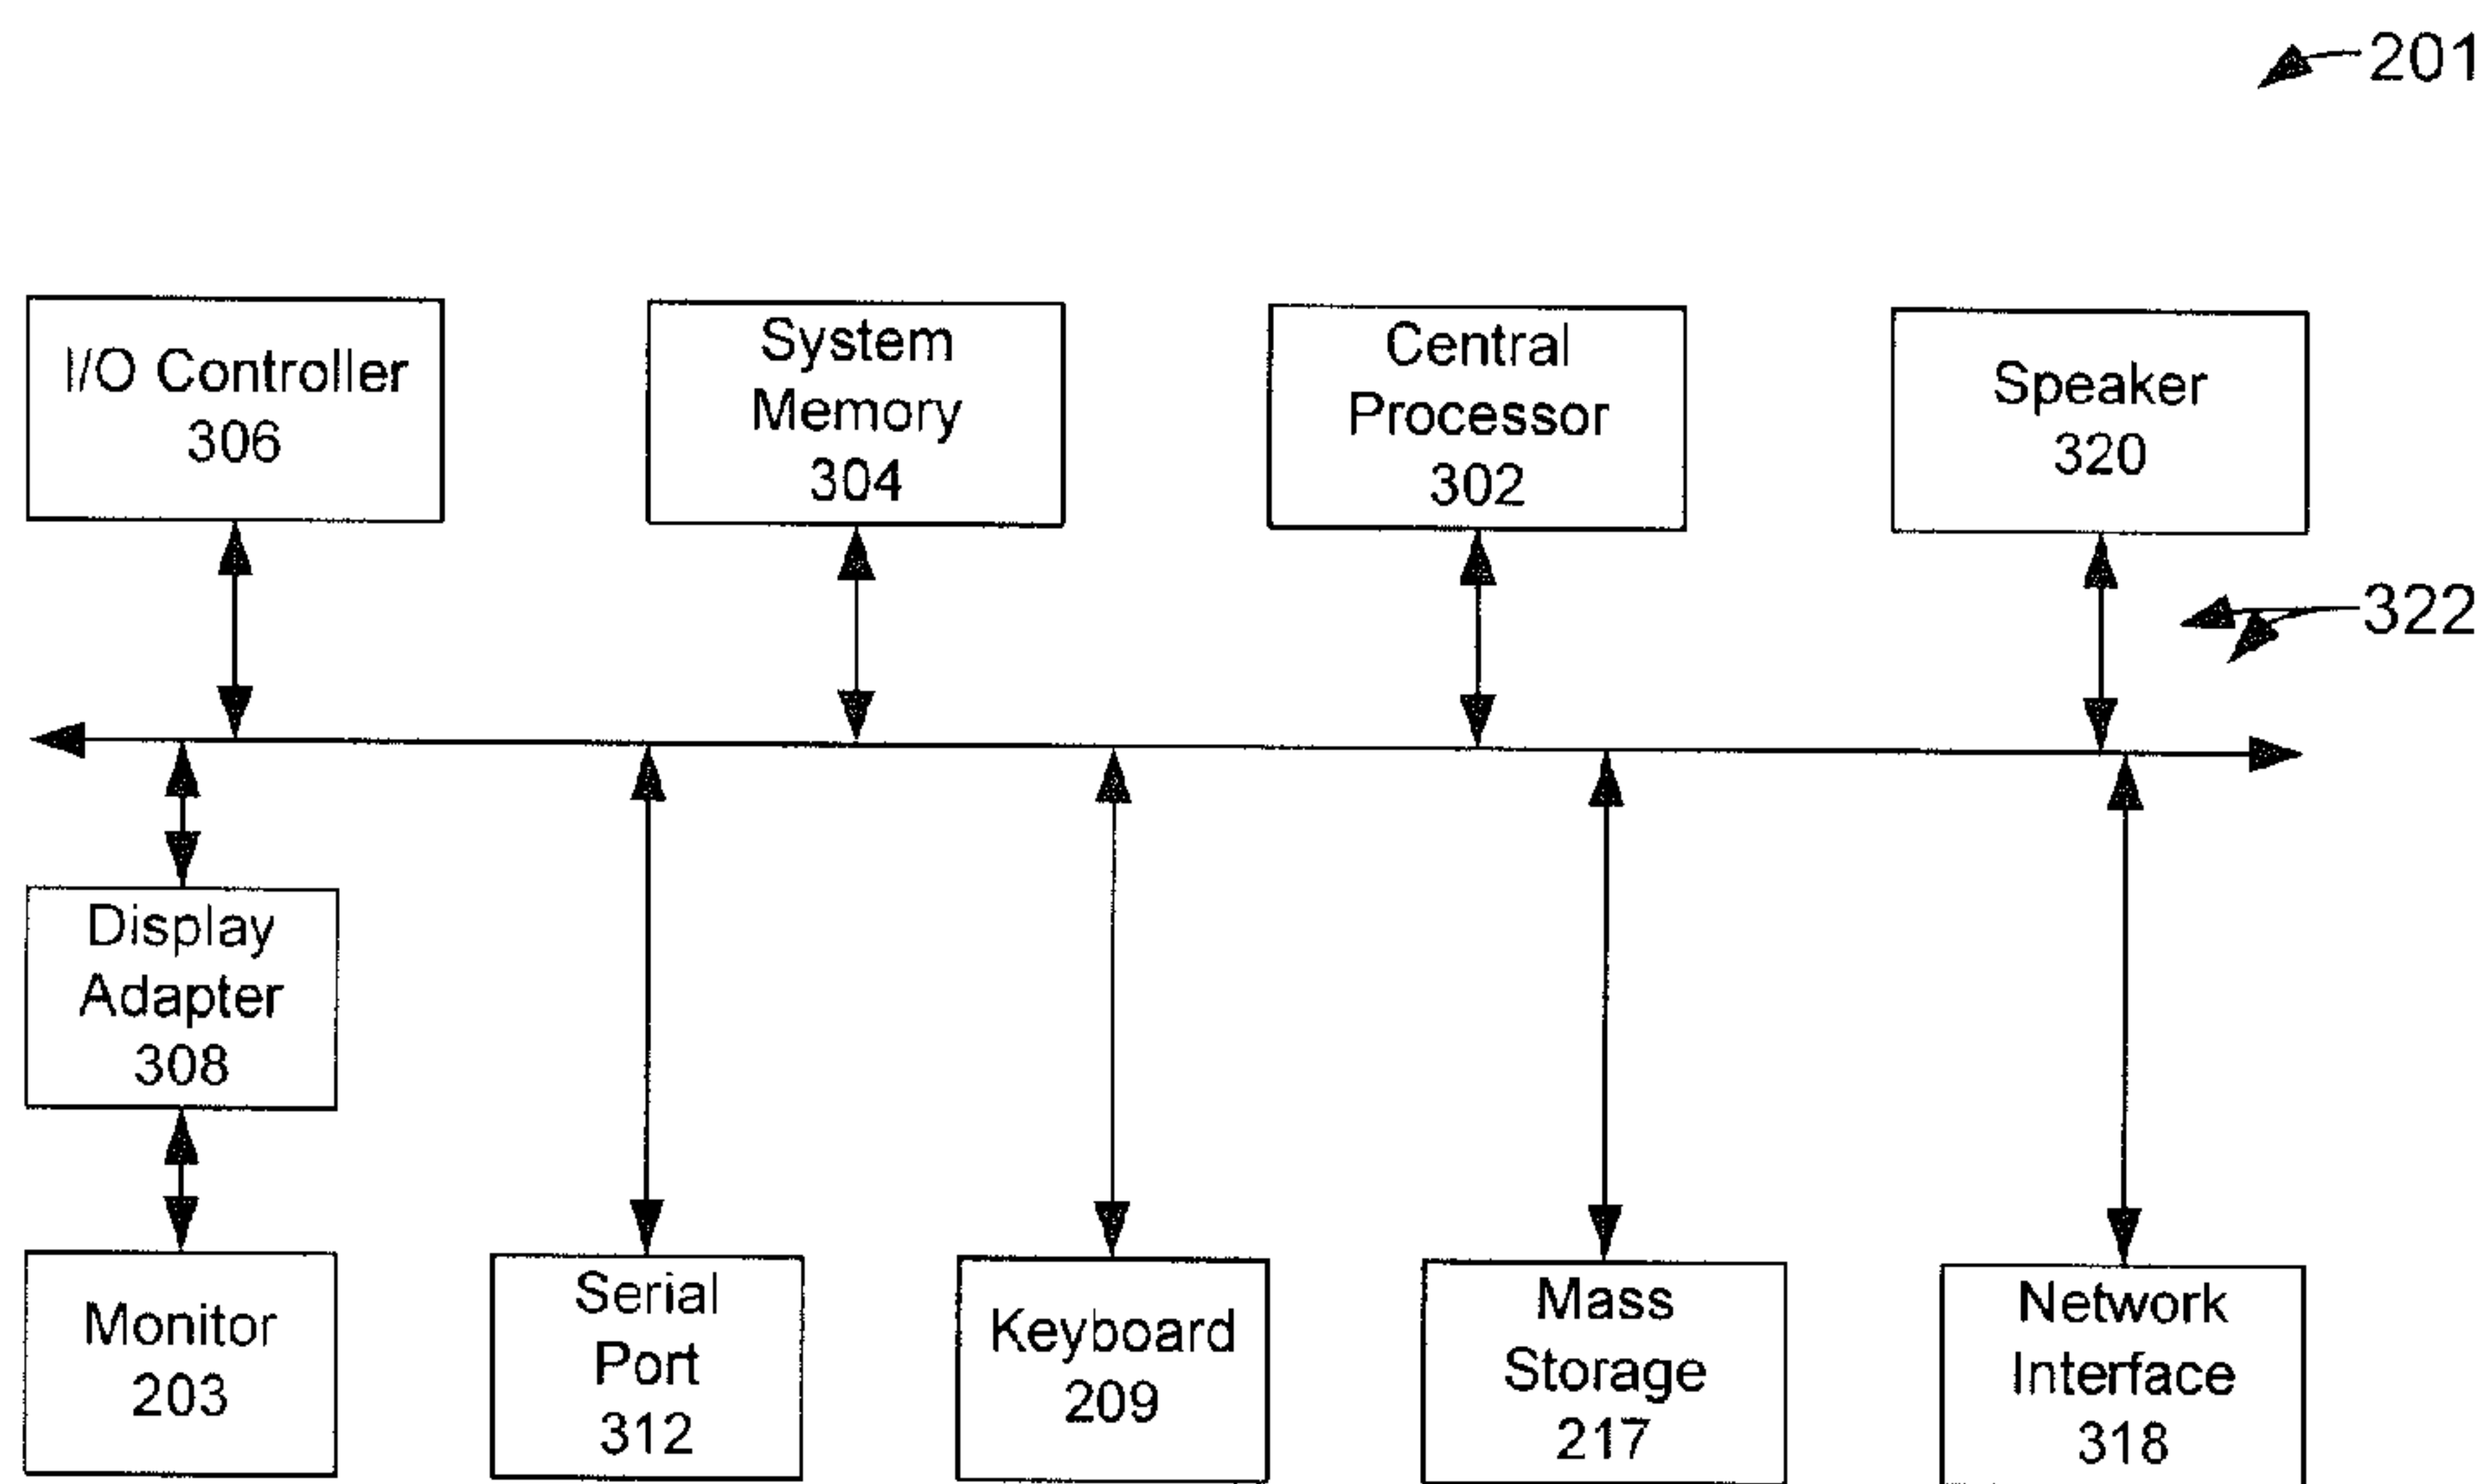 201
I/O Controller
306
System
Memory
304
Central
Processor
302
Speaker
320
322
Display
Adapter
308
Monitor
203
Serial
Port
312
Keyboard
209
Mass
Storage
217
Network
Interface
318